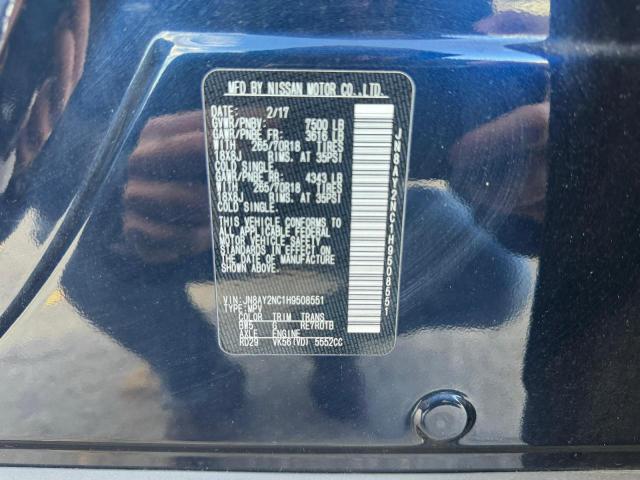 MFD BY NISSAN MOTOR CO.,LTD.
DATE: 2/17
GVWR/PNBV: 7500 LB
GAWR/PNBE FR: 3616 LB
WITH 265/70R18 TIRES
18X8J RIMS, AT 35PSI
COLD SINGLE.
GAWR/PNBE RR: 4343 LB
WITH 265/70R18 TIRES
18X8J RIMS, AT 35PSI
COLD SINGLE.
THIS VEHICLE CONFORMS TO
ALL APPLICABLE FEDERAL
MOTOR VEHICLE SAFETY
STANDARDS IN EFFECT ON
THE DATE OF MANUFACTURE
SHOWN ABOVE.
VIN:JN8AY2NC1H9508551
TYPE:MPV
COLOR TRIM TRANS
BW5 G RE7R01B
AXLE ENGINE
RD29 VK56(VD) 5552CC
JN8AY2NC1H9508551